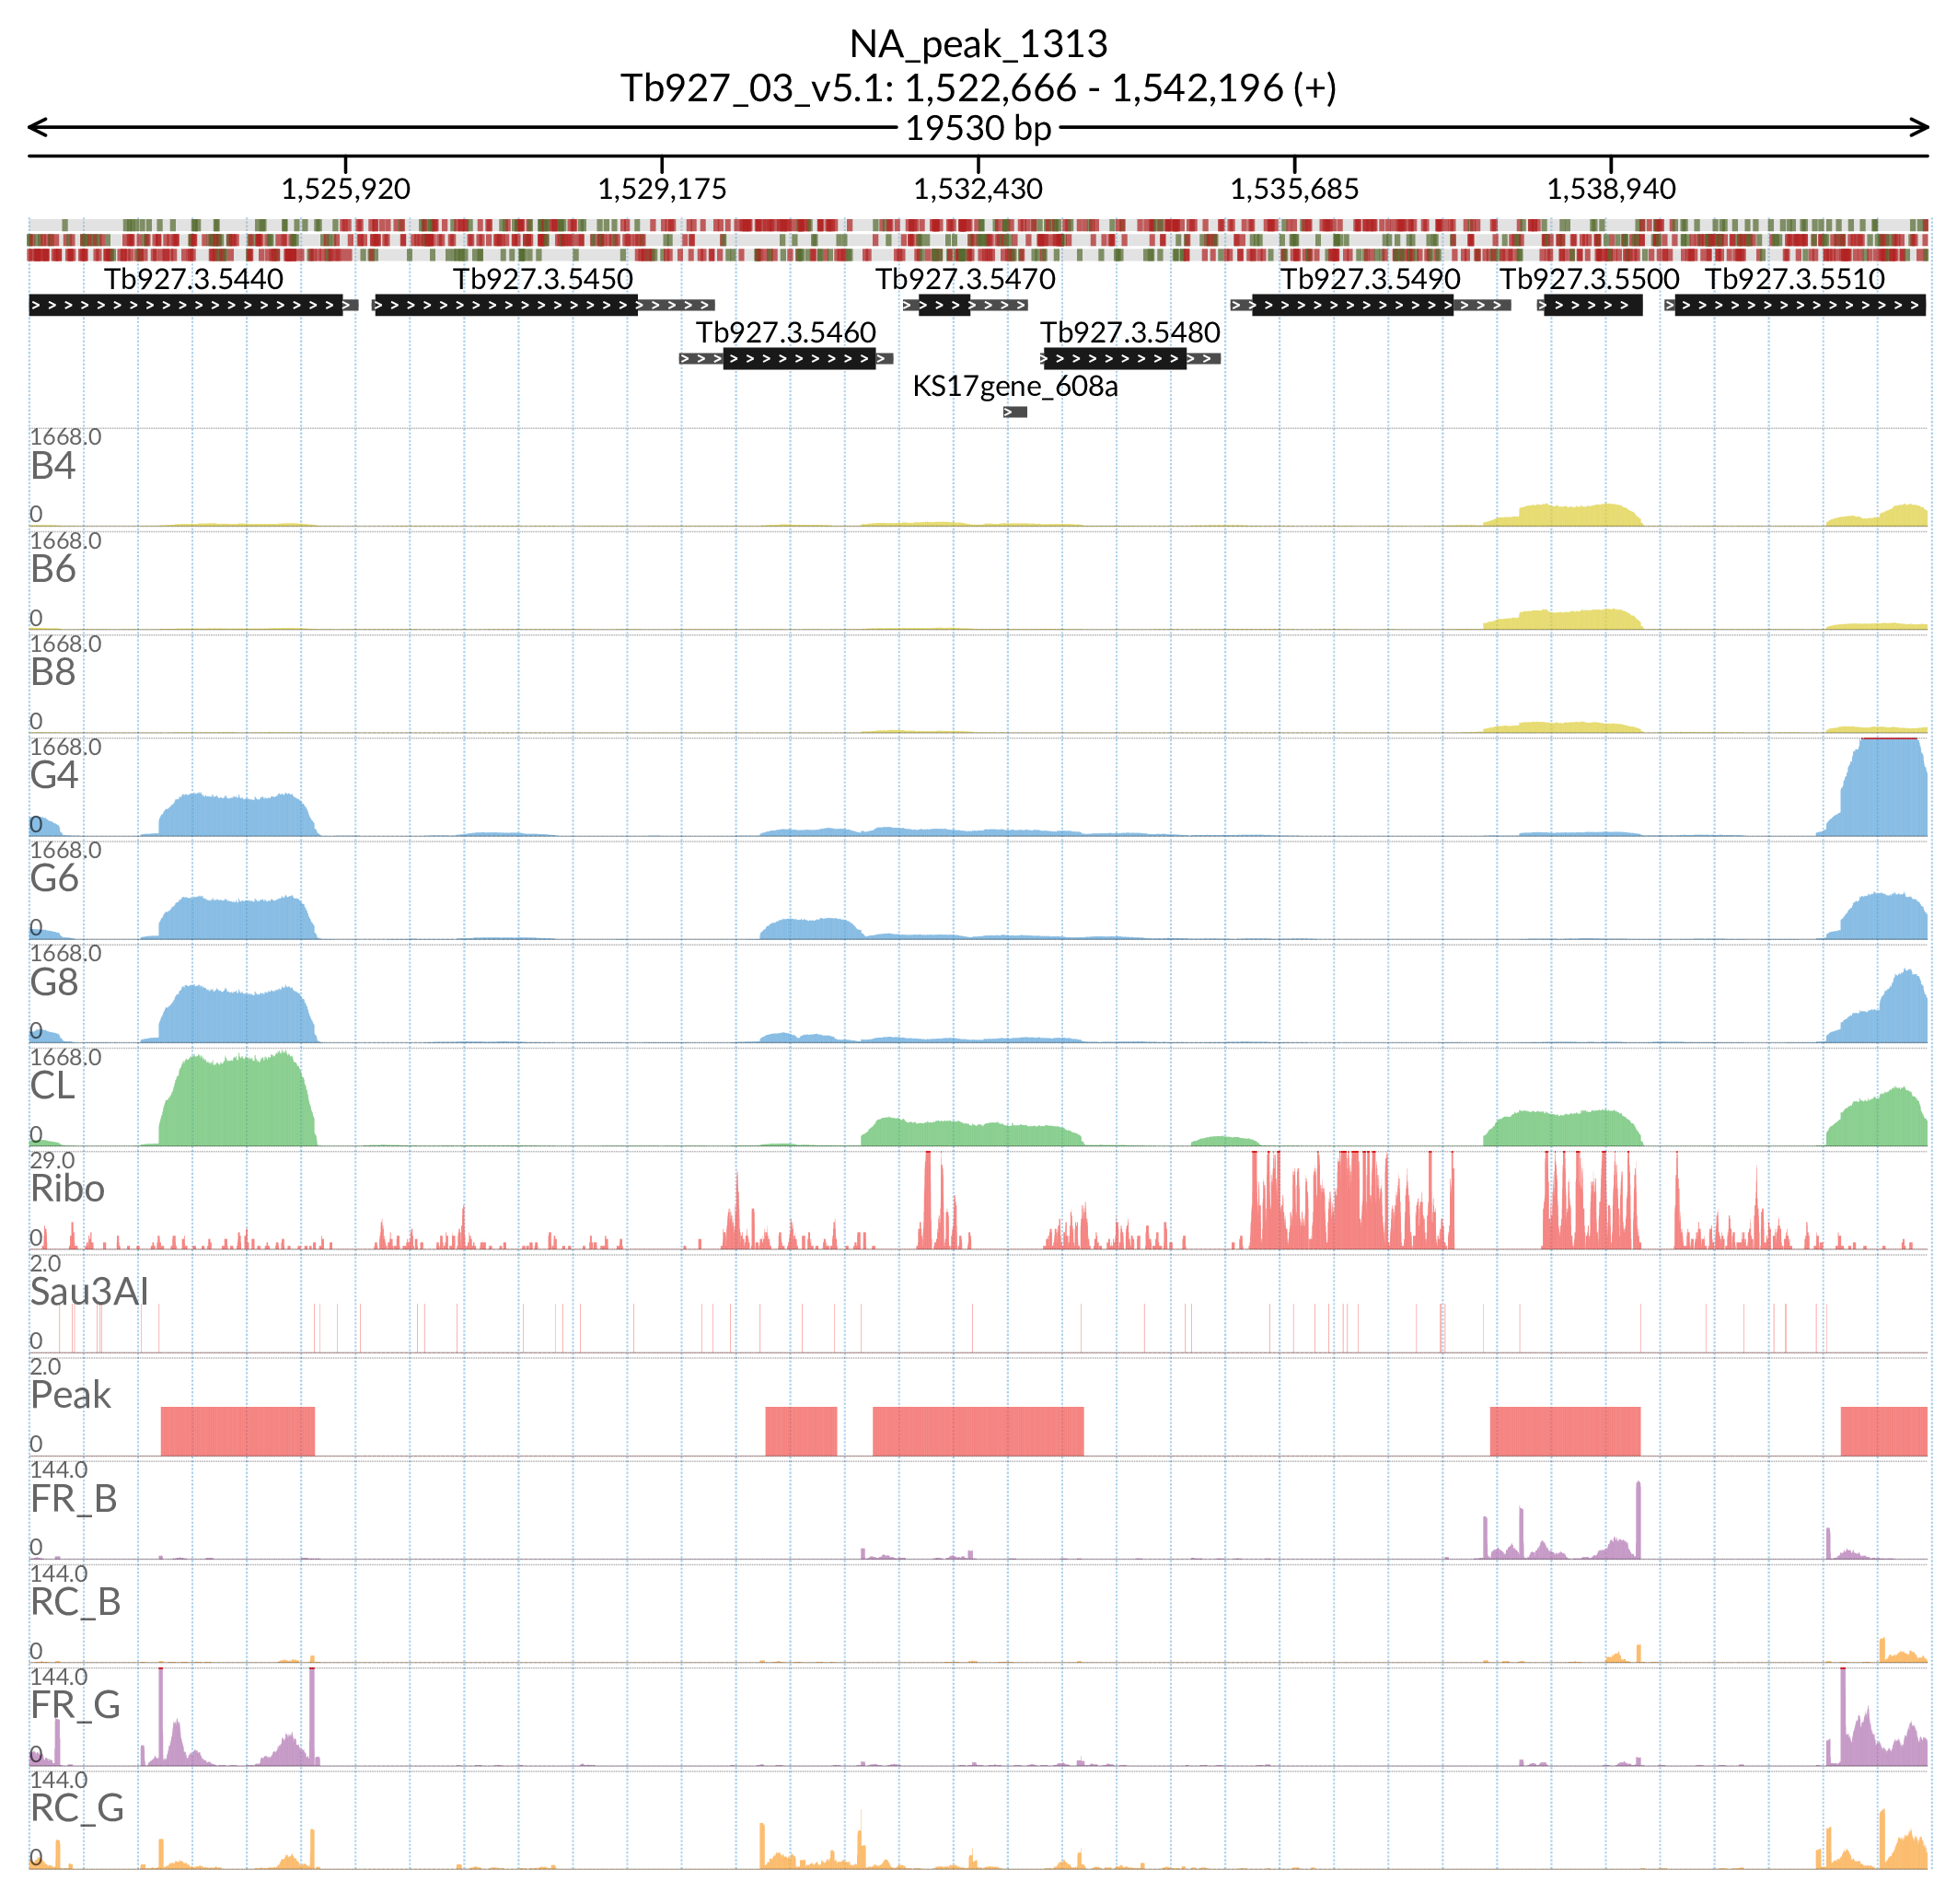 NA_peak_1313
Tb927_03_v5.1: 1,522,666 - 1,542,196 (+)
19530 bp
1,525,920 1,529,175 1,532,430 1,535,685 1,538,940
Tb927.3.5440 Tb927.3.5450 Tb927.3.5470 Tb927.3.5490 Tb927.3.5500 Tb927.3.5510
Tb927.3.5460 Tb927.3.5480
KS17gene_608a
1668.0
B4
0
1668.0
B6
0
1668.0
B8
0
1668.0
G4
0
1668.0
G6
0
1668.0
G8
0
1668.0
CL
0
29.0
Ribo
0
2.0
Sau3AI
0
2.0
Peak
0
144.0
FR_B
0
144.0
RC_B
0
144.0
FR_G
0
144.0
RC_G
0